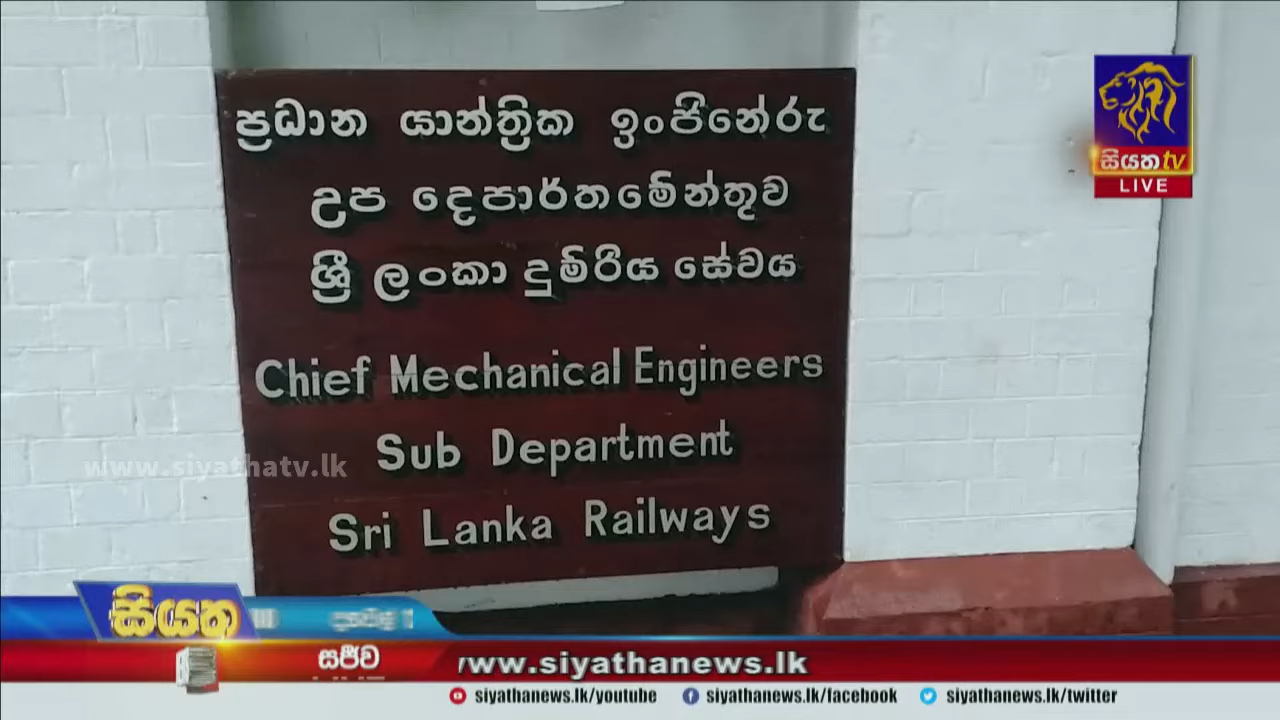 ප්‍රධාන යාන්ත්‍රික ඉංජිනේරු
උප දෙපාර්තමේන්තුව
ශ්‍රී ලංකා දුම්රිය සේවය
Chief Mechanical Engineers
Sub Department
Sri Lanka Railways
සියත tv
LIVE
www.siyathatv.lk
සියත
සජීව
www.siyathanews.lk
siyathanews.lk/youtube siyathanews.lk/facebook siyathanews.lk/twitter